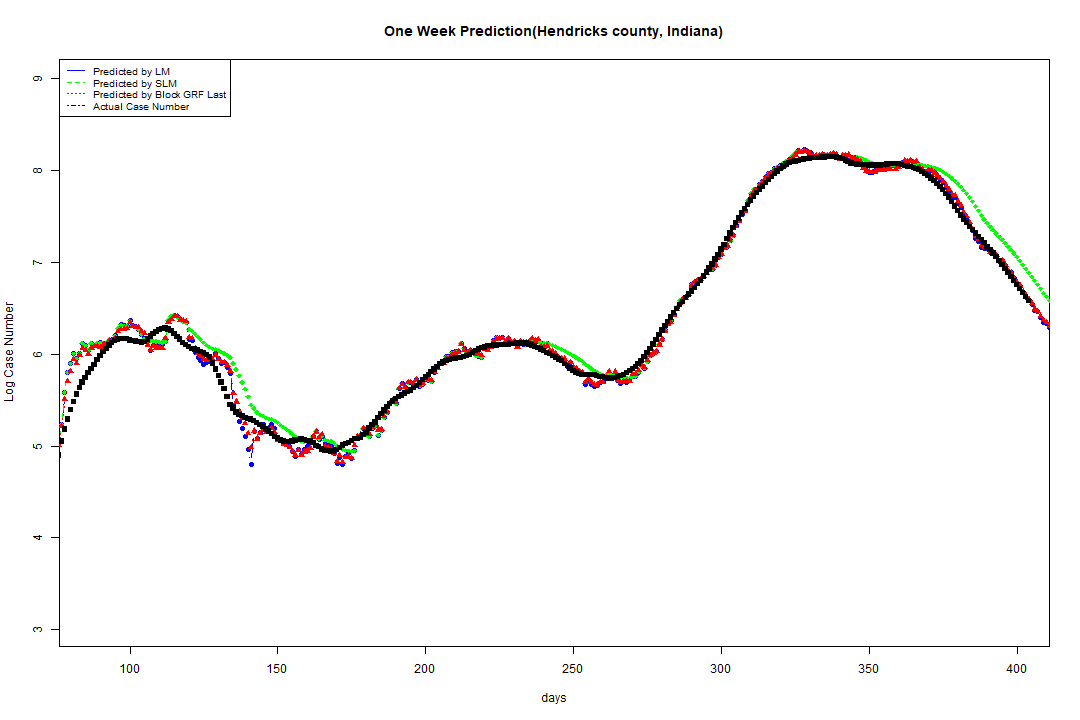 One Week Prediction(Hendricks county, Indiana)
Predicted by LM
Predicted by SLM
Predicted by Block GRF Last
Actual Case Number
Log Case Number
9
8
7
6
5
4
3
100 150 200 250 300 350 400
days